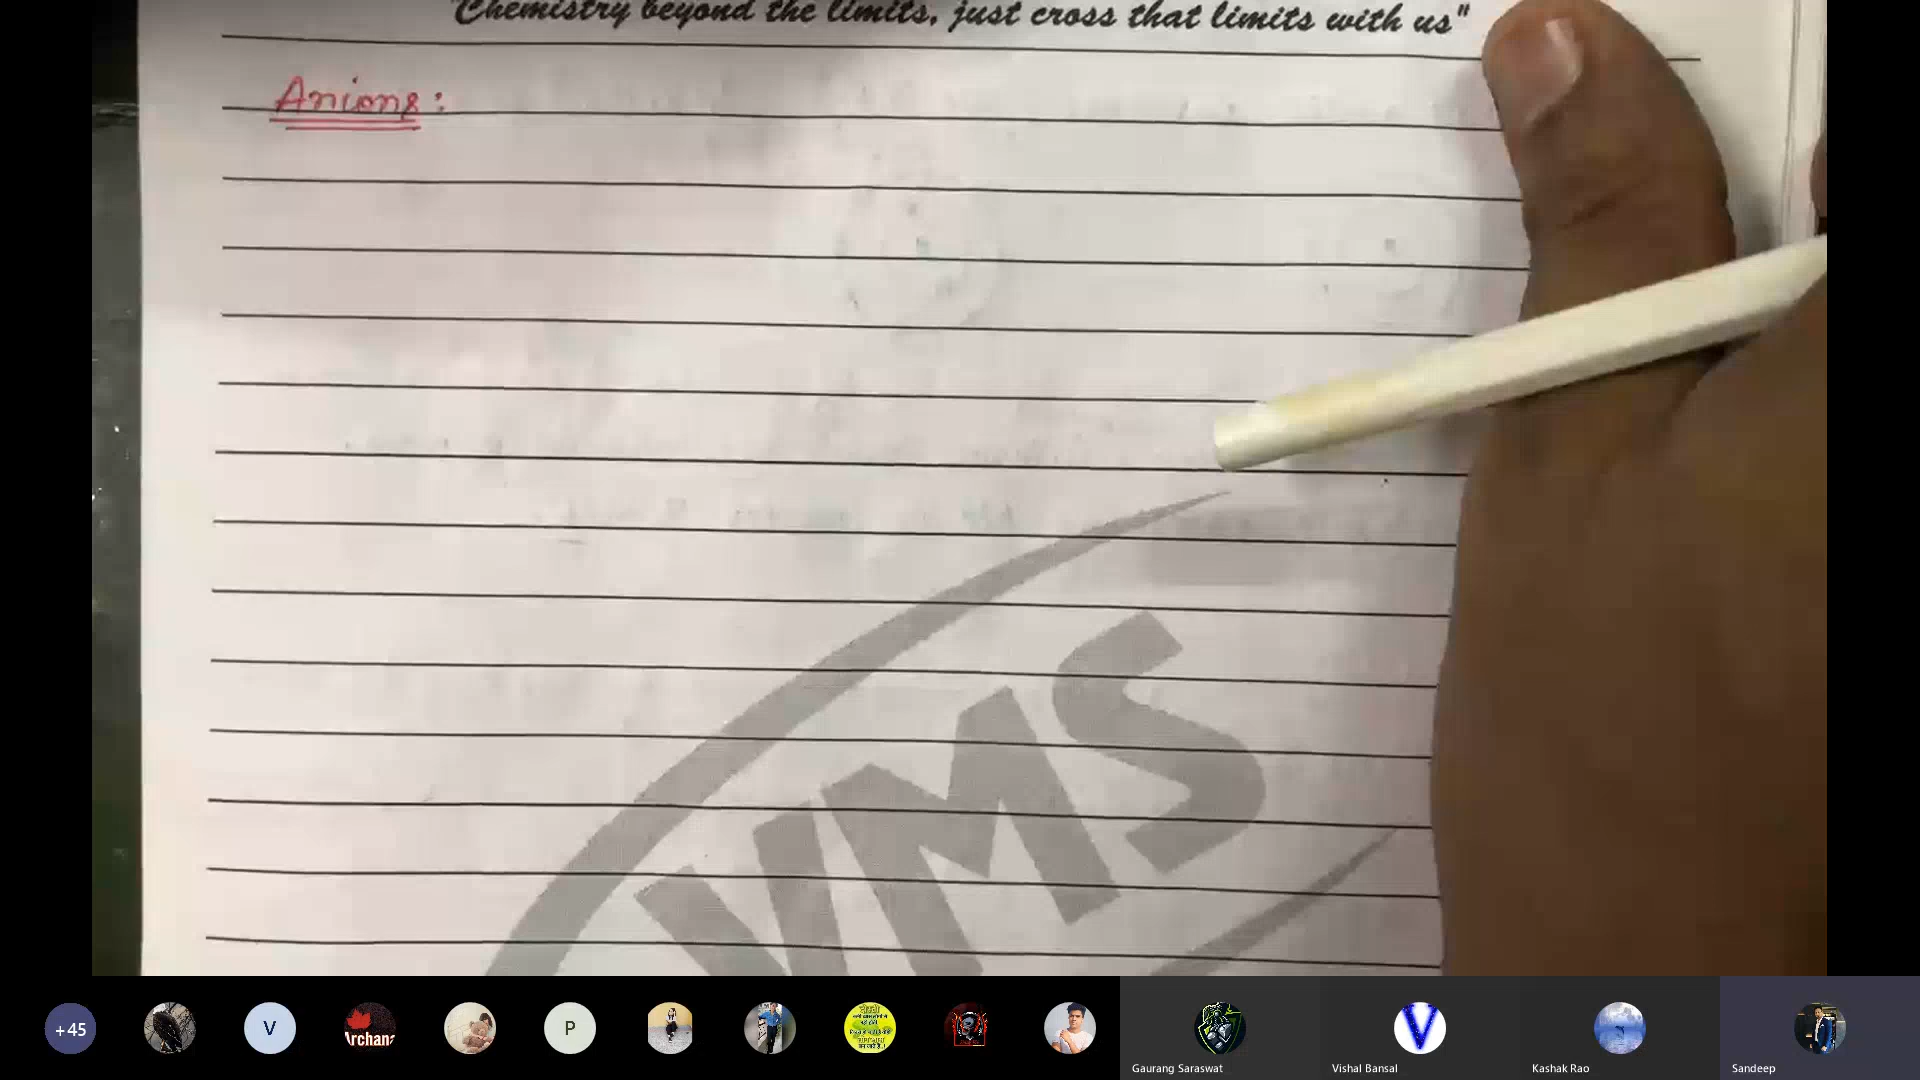 "Chemistry beyond the limits, just cross that limits with us"
Anions:
VMS
+45
V
Archana
P
Gaurang Saraswat
Vishal Bansal
Kashak Rao
Sandeep